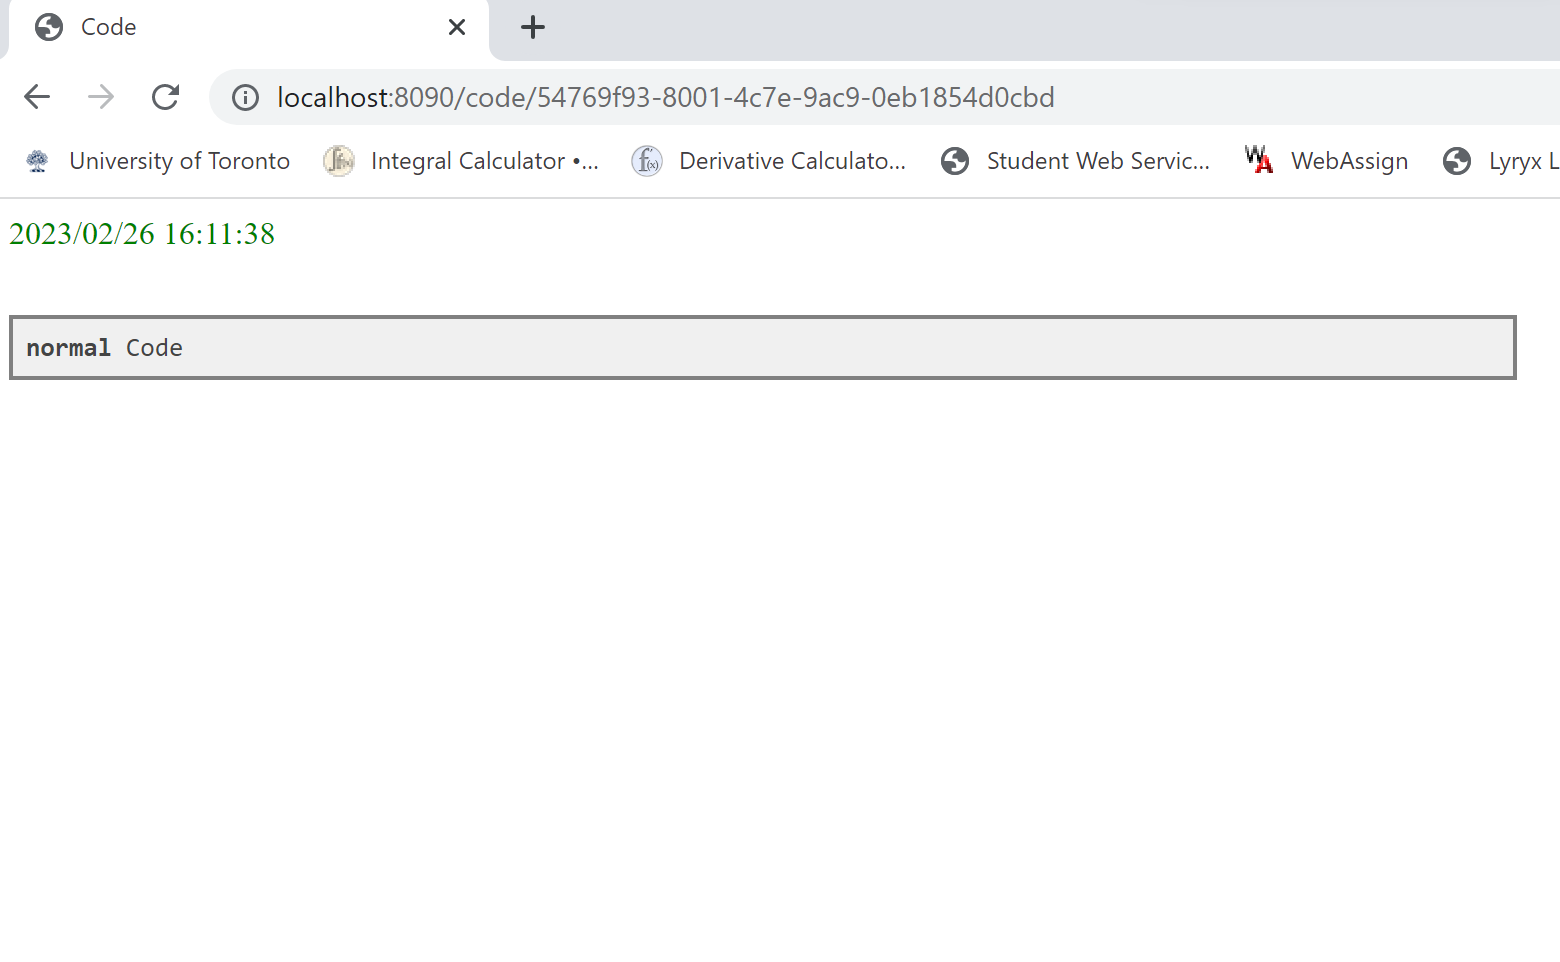 Code
localhost:8090/code/54769f93-8001-4c7e-9ac9-0eb1854d0cbd
University of Toronto Integral Calculator •... Derivative Calculato... Student Web Servic... WebAssign Lyryx L
2023/02/26 16:11:38
normal Code